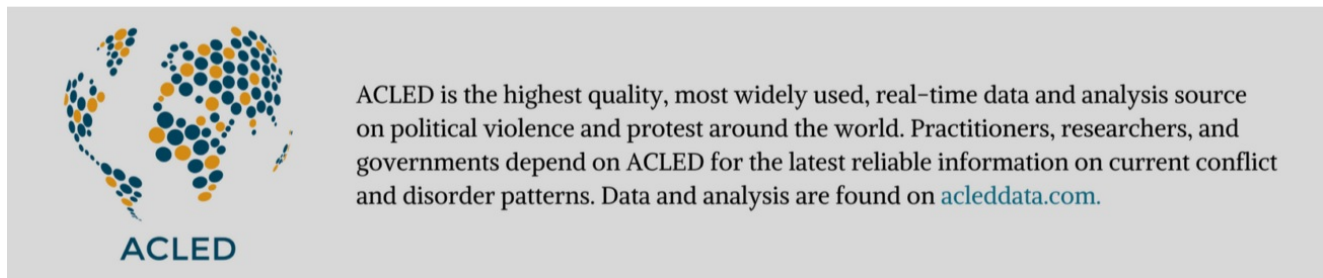 ACLED is the highest quality, most widely used, real-time data and analysis source
on political violence and protest around the world. Practitioners, researchers, and
governments depend on ACLED for the latest reliable information on current conflict
and disorder patterns. Data and analysis are found on acleddata.com.
ACLED